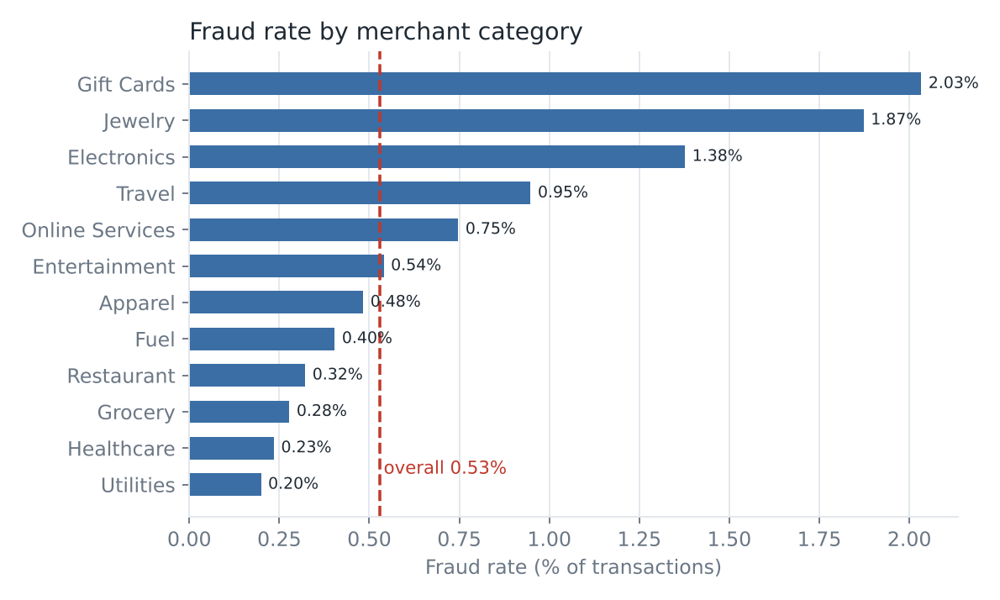 Fraud rate by merchant category
Gift Cards 2.03%
Jewelry 1.87%
Electronics 1.38%
Travel 0.95%
Online Services 0.75%
Entertainment 0.54%
Apparel 0.48%
Fuel 0.40%
Restaurant 0.32%
Grocery 0.28%
Healthcare 0.23%
overall 0.53%
Utilities 0.20%
0.00 0.25 0.50 0.75 1.00 1.25 1.50 1.75 2.00
Fraud rate (% of transactions)